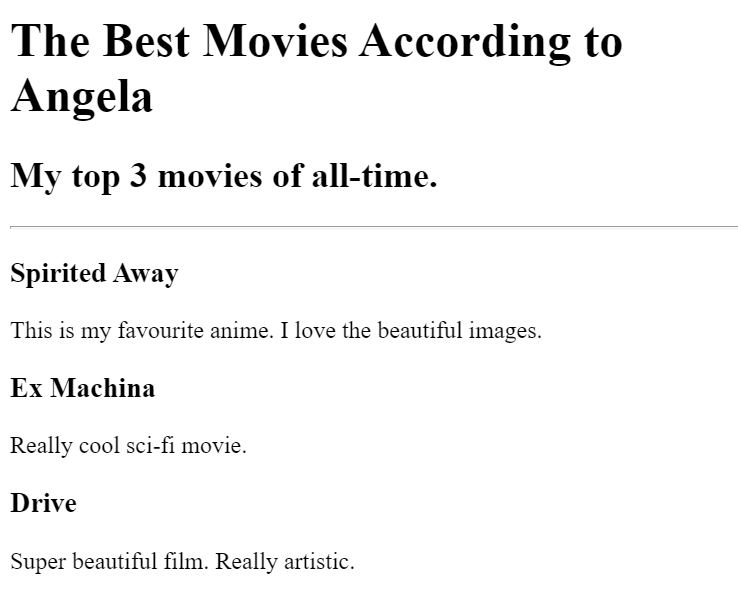 The Best Movies According to
Angela
My top 3 movies of all-time.
Spirited Away
This is my favourite anime. I love the beautiful images.
Ex Machina
Really cool sci-fi movie.
Drive
Super beautiful film. Really artistic.